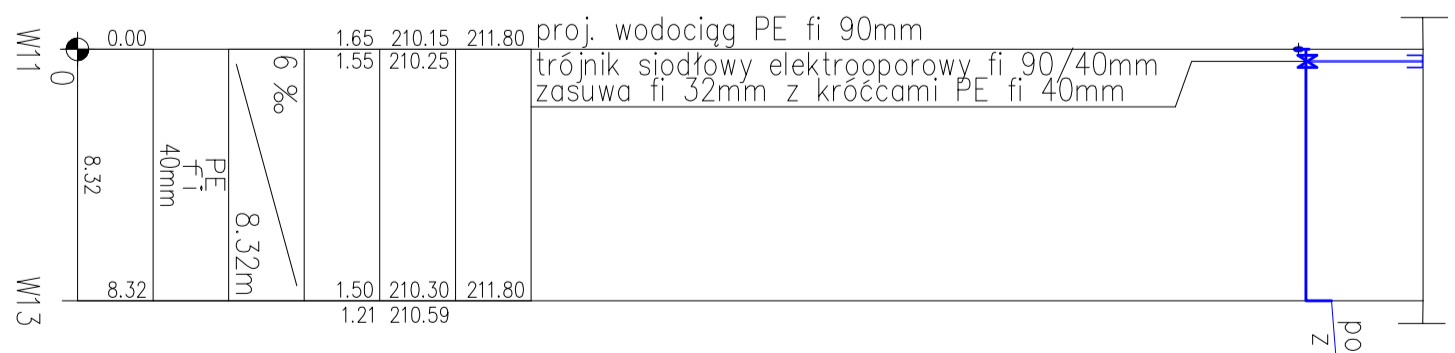 W11
0
0.00
1.65 210.15 211.80
1.55 210.25
proj. wodociąg PE fi 90mm
trójnik siodłowy elektrooporowy fi 90/40mm
zasuwa fi 32mm z króćcami PE fi 40mm
6 ‰
8.32m
PE
fi
40mm
8.32
W13
8.32
1.50 210.30 211.80
1.21 210.59
po
z